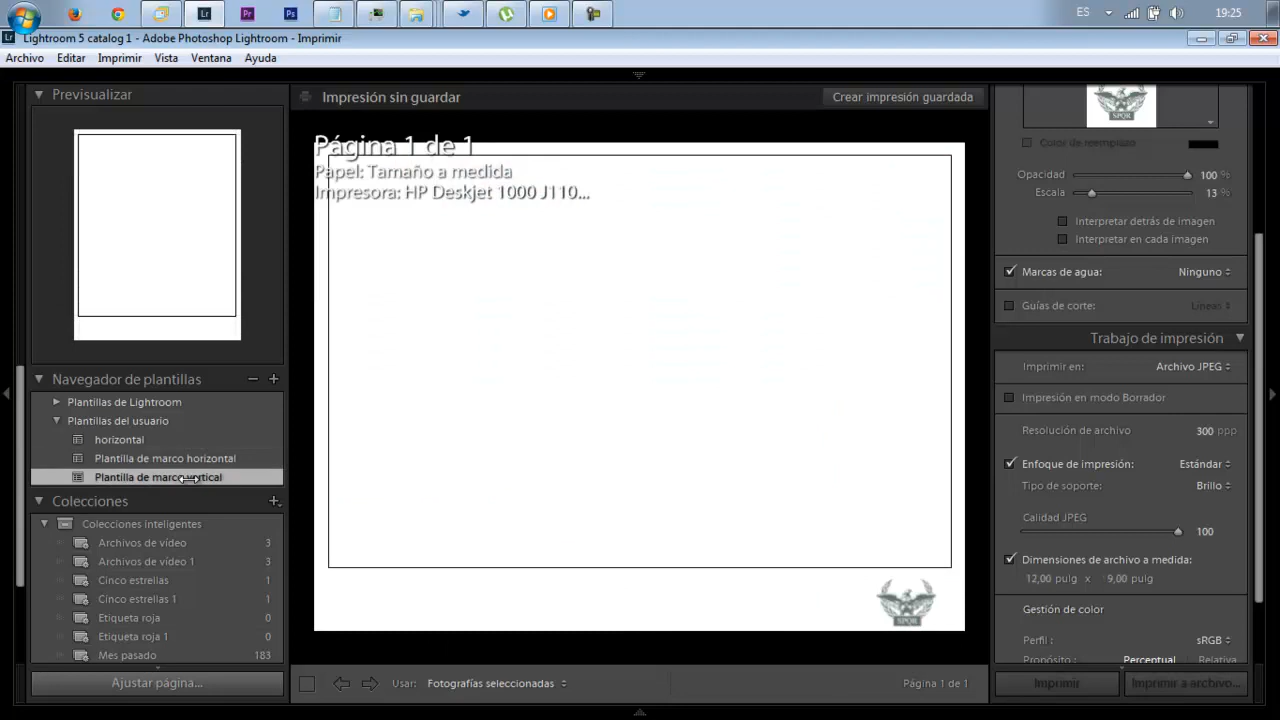 ES
19:25
Lightroom 5 catalog 1 - Adobe Photoshop Lightroom - Imprimir
Archivo Editar Imprimir Vista Ventana Ayuda
Previsualizar
Navegador de plantillas
Plantillas de Lightroom
Plantillas del usuario
horizontal
Plantilla de marco horizontal
Plantilla de marco vertical
Colecciones
Colecciones inteligentes
Archivos de vídeo 3
Archivos de vídeo 1 3
Cinco estrellas 1
Cinco estrellas 1 1
Etiqueta roja 0
Etiqueta roja 1 0
Mes pasado 183
Ajustar página...
Impresión sin guardar
Crear impresión guardada
Página 1 de 1
Papel: Tamaño a medida
Impresora: HP Deskjet 1000 J110...
SPQR
Usar: Fotografías seleccionadas
Página 1 de 1
SPQR
Color de reemplazo
Opacidad 100 %
Escala 13 %
Interpretar detrás de imagen
Interpretar en cada imagen
Marcas de agua: Ninguno
Guías de corte: Líneas
Trabajo de impresión
Imprimir en: Archivo JPEG
Impresión en modo Borrador
Resolución de archivo 300 ppp
Enfoque de impresión: Estándar
Tipo de soporte: Brillo
Calidad JPEG
100
Dimensiones de archivo a medida:
12,00 pulg x 9,00 pulg
Gestión de color
Perfil: sRGB
Propósito: Perceptual Relativa
Imprimir
Imprimir a archivo...